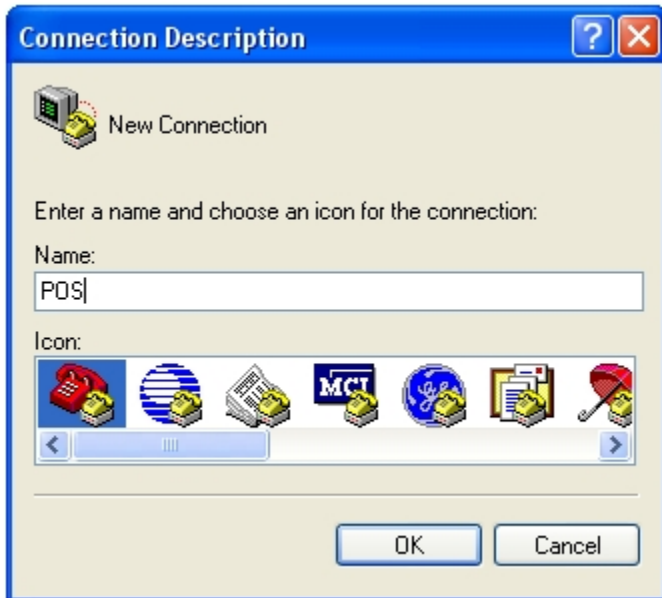 Connection Description
New Connection
Enter a name and choose an icon for the connection:
Name:
POS
Icon:
MCI
OK
Cancel